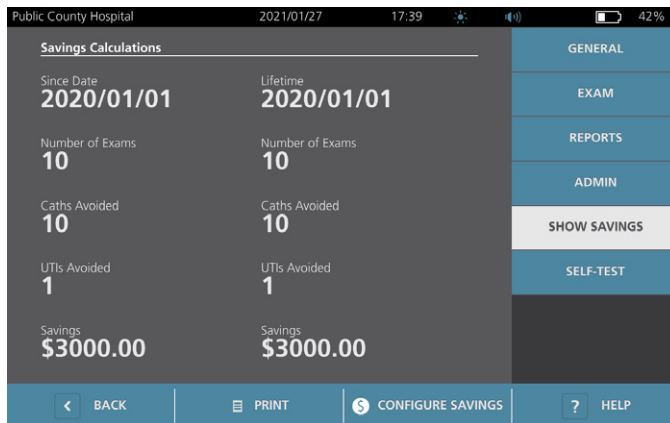 Public County Hospital 2021/01/27 17:39 42%
Savings Calculations
Since Date Lifetime
2020/01/01 2020/01/01
Number of Exams Number of Exams
10 10
Caths Avoided Caths Avoided
10 10
UTIs Avoided UTIs Avoided
1 1
Savings Savings
$3000.00 $3000.00
GENERAL
EXAM
REPORTS
ADMIN
SHOW SAVINGS
SELF-TEST
< BACK PRINT $ CONFIGURE SAVINGS ? HELP